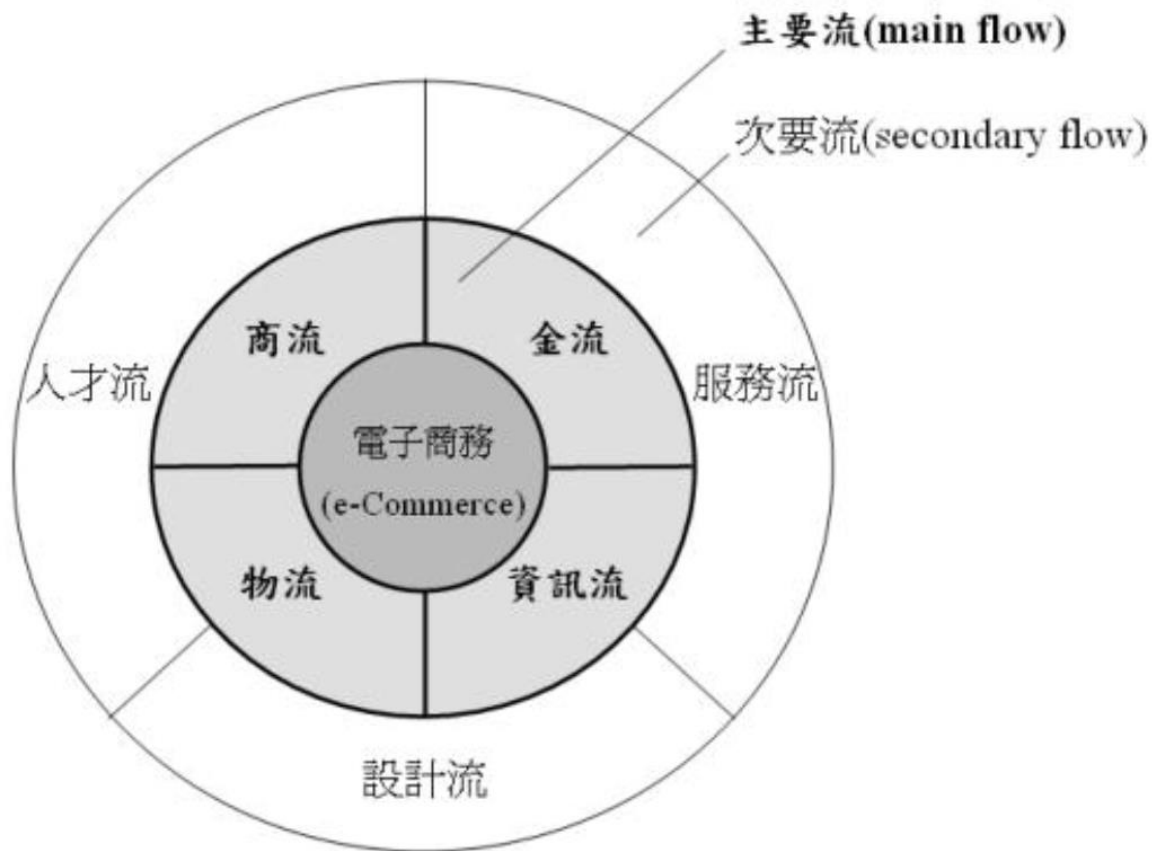 主要流(main flow)
次要流(secondary flow)
商流
金流
人才流
服務流
電子商務
(e-Commerce)
物流
資訊流
設計流